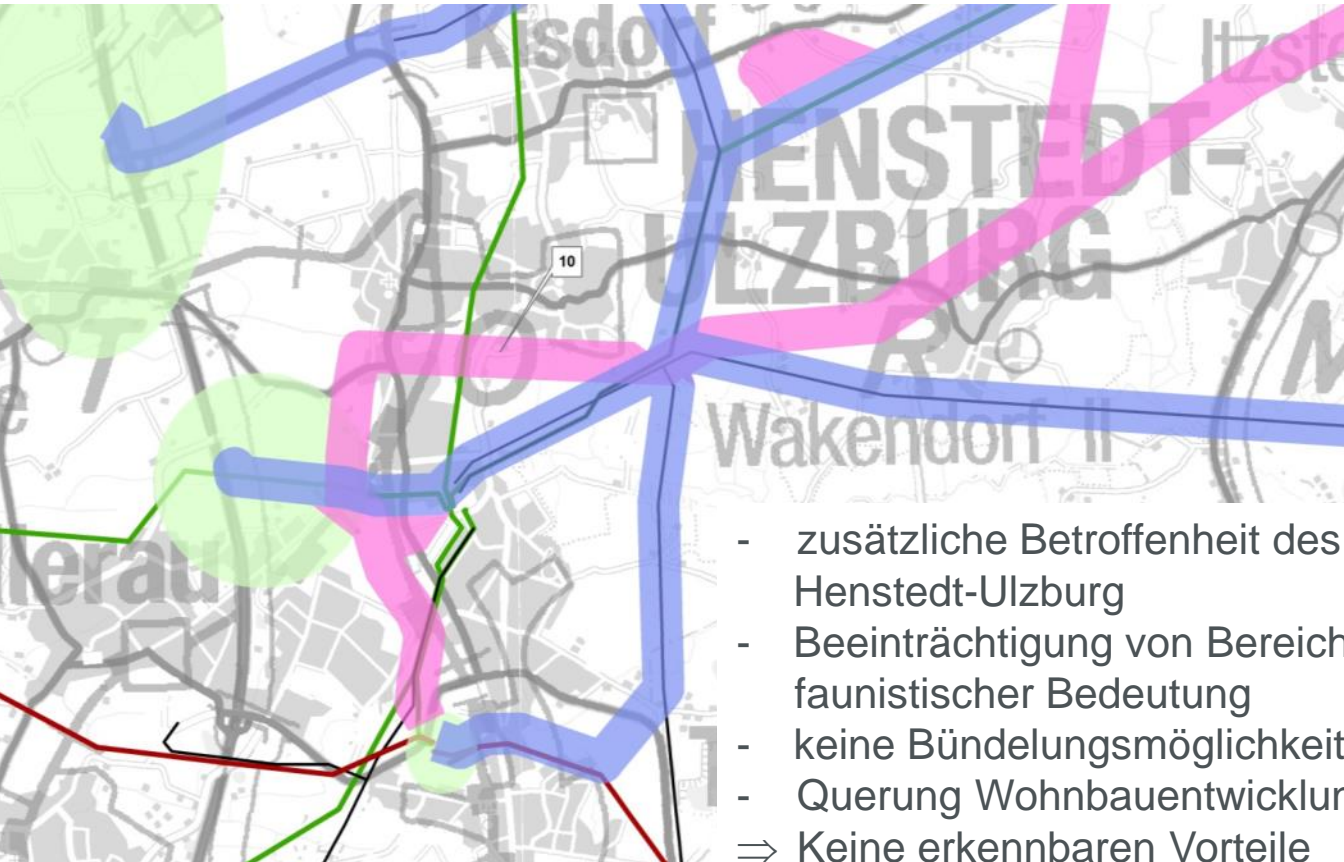 Kisdorf
Itzste
HENSTEDT-
ULZBURG
10
T
O
R
M
e
Wakendorf II
lerau
T
- zusätzliche Betroffenheit des
Henstedt-Ulzburg
- Beeinträchtigung von Bereich
faunistischer Bedeutung
- keine Bündelungsmöglichkeit
- Querung Wohnbauentwicklun
⇒ Keine erkennbaren Vorteile